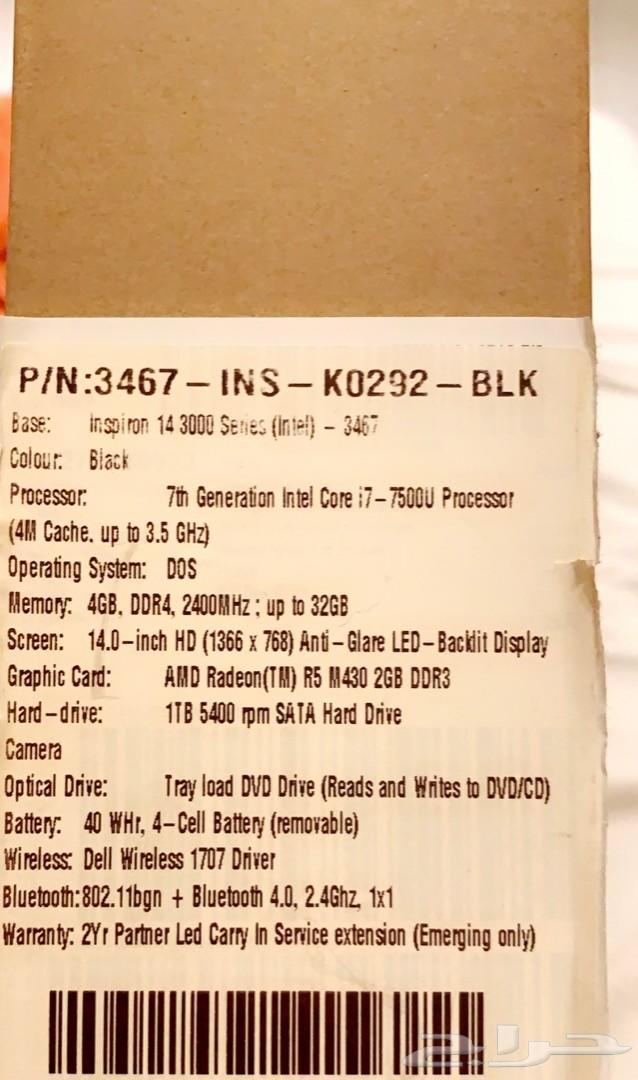 P/N:3467-INS-K0292-BLK
Base: Inspiron 14 3000 Series (Intel) - 3467
Colour: Black
Processor: 7th Generation Intel Core i7-7500U Processor
(4M Cache, up to 3.5 GHz)
Operating System: DOS
Memory: 4GB, DDR4, 2400MHz; up to 32GB
Screen: 14.0-inch HD (1366 x 768) Anti-Glare LED-Backlit Display
Graphic Card: AMD Radeon(TM) R5 M430 2GB DDR3
Hard-drive: 1TB 5400 rpm SATA Hard Drive
Camera
Optical Drive: Tray load DVD Drive (Reads and Writes to DVD/CD)
Battery: 40 WHr, 4-Cell Battery (removable)
Wireless: Dell Wireless 1707 Driver
Bluetooth:802.11bgn + Bluetooth 4.0, 2.4Ghz, 1x1
Warranty: 2Yr Partner Led Carry In Service extension (Emerging only)
حراج